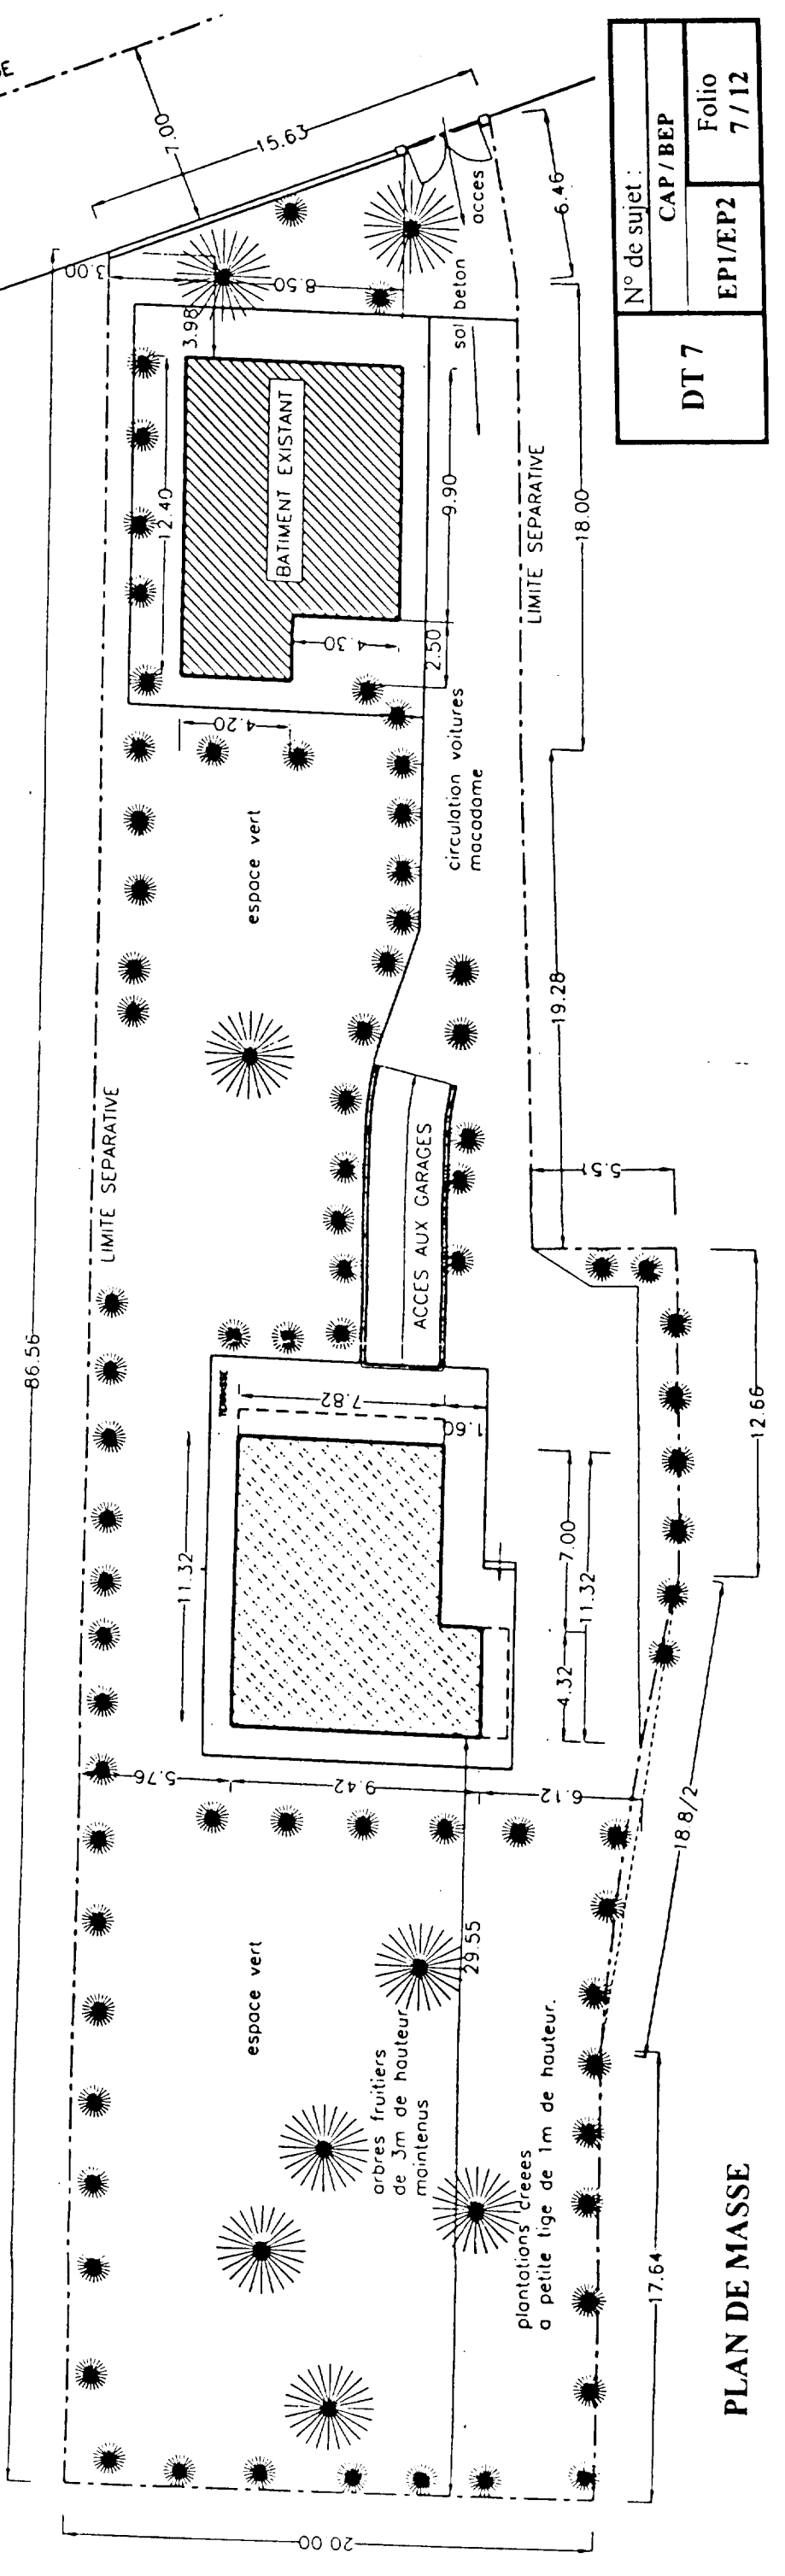 7.00
15.63
acces
6.46
3.00
8.50
3.98
sol beton
BATIMENT EXISTANT
12.40
9.90
4.30
2.50
4.20
LIMITE SEPARATIVE
18.00
circulation voitures
macadame
espace vert
19.28
LIMITE SEPARATIVE
ACCES AUX GARAGES
5.51
86.56
TERRASSE
7.82
1.60
12.66
11.32
7.00
11.32
4.32
5.76
9.42
6.12
18.8/2
29.55
espace vert
arbres fruitiers
de 3m de hauteur
maintenus
plantations creees
a petite tige de 1m de hauteur.
17.64
20.00
PLAN DE MASSE
DT 7
N° de sujet :
CAP / BEP
EP1/EP2
Folio
7 / 12